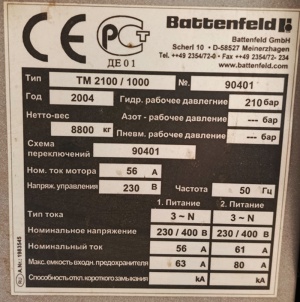 CE PCT Battenfeld
ДЕ 01
Battenfeld GmbH
Scherl 10 • D-58527 Meinerzhagen
Tel.++49 2354/72-0 • Fax ++49 2354/72- 234
www.battenfeld.com
Тип TM 2100 / 1000 №. 90401
Год 2004 Гидр. рабочее давление 210 бар
Азот - рабочее давление --- бар
Нетто-вес 8800 кг Пневм. рабочее давление --- бар
Схема переключений 90401
Ном. ток мотора 56 A
Напряж. управления 230 В Частота 50 Гц
1. Питание 2. Питание
Тип тока 3 ~ N 3 ~ N
Номинальное напряжение 230 / 400 В 230 / 400 В
Номинальный ток 56 A 61 A
Макс.емкость входн. предохранителя 63 A 80 A
Способность откл. короткого замыкания kA kA